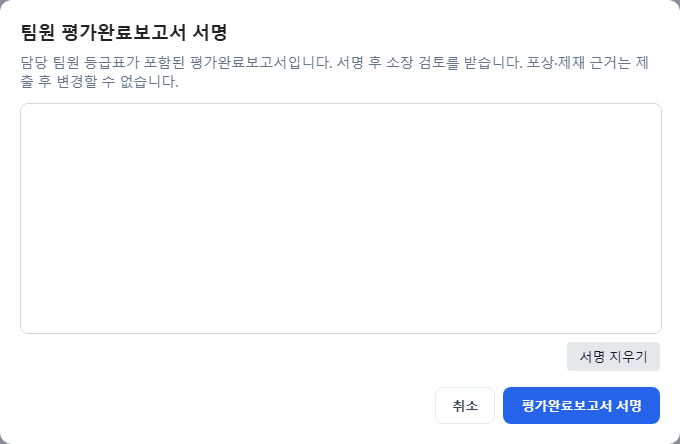 팀원 평가완료보고서 서명
담당 팀원 등급표가 포함된 평가완료보고서입니다. 서명 후 소장 검토를 받습니다. 포상·제재 근거는 제
출 후 변경할 수 없습니다.
서명 지우기
취소
평가완료보고서 서명